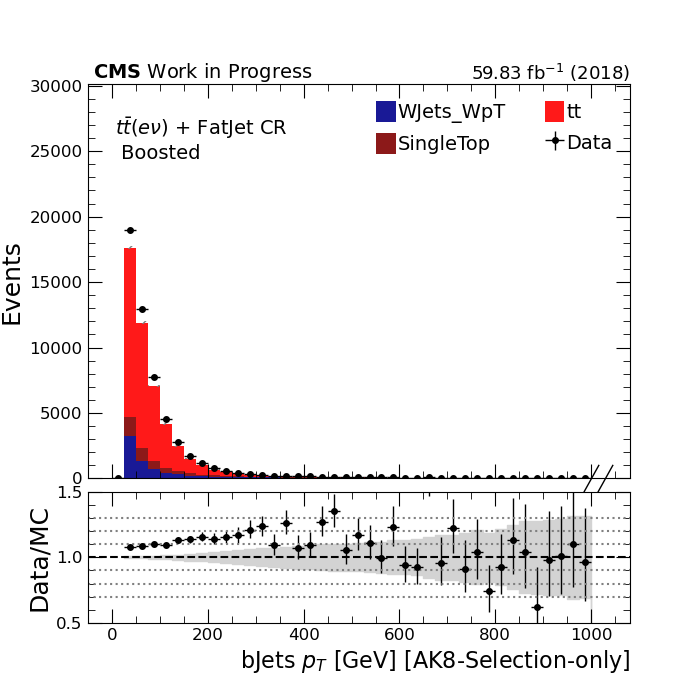 CMS Work in Progress 59.83 fb⁻¹ (2018)
30000
WJets_WpT tt
tt̄(eν) + FatJet CR
SingleTop Data
Boosted
25000
20000
15000
10000
5000
0
Events
1.5
1.0
0.5
Data/MC
0 200 400 600 800 1000
bJets p_T [GeV] [AK8-Selection-only]